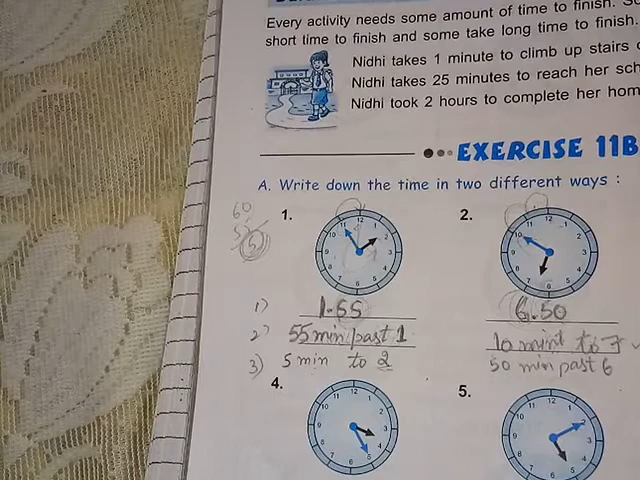 Every activity needs some amount of time to finish.
short time to finish and some take long time to finish.
Nidhi takes 1 minute to climb up stairs
Nidhi takes 25 minutes to reach her
Nidhi took 2 hours to complete her
EXERCISE 11B
A. Write down the time in two different ways :
60
55
5
1.
2.
1) 1.55
2) 55 min past 1
3) 5 min to 2
6.50
10 mint to 7
50 min past 6
4.
5.